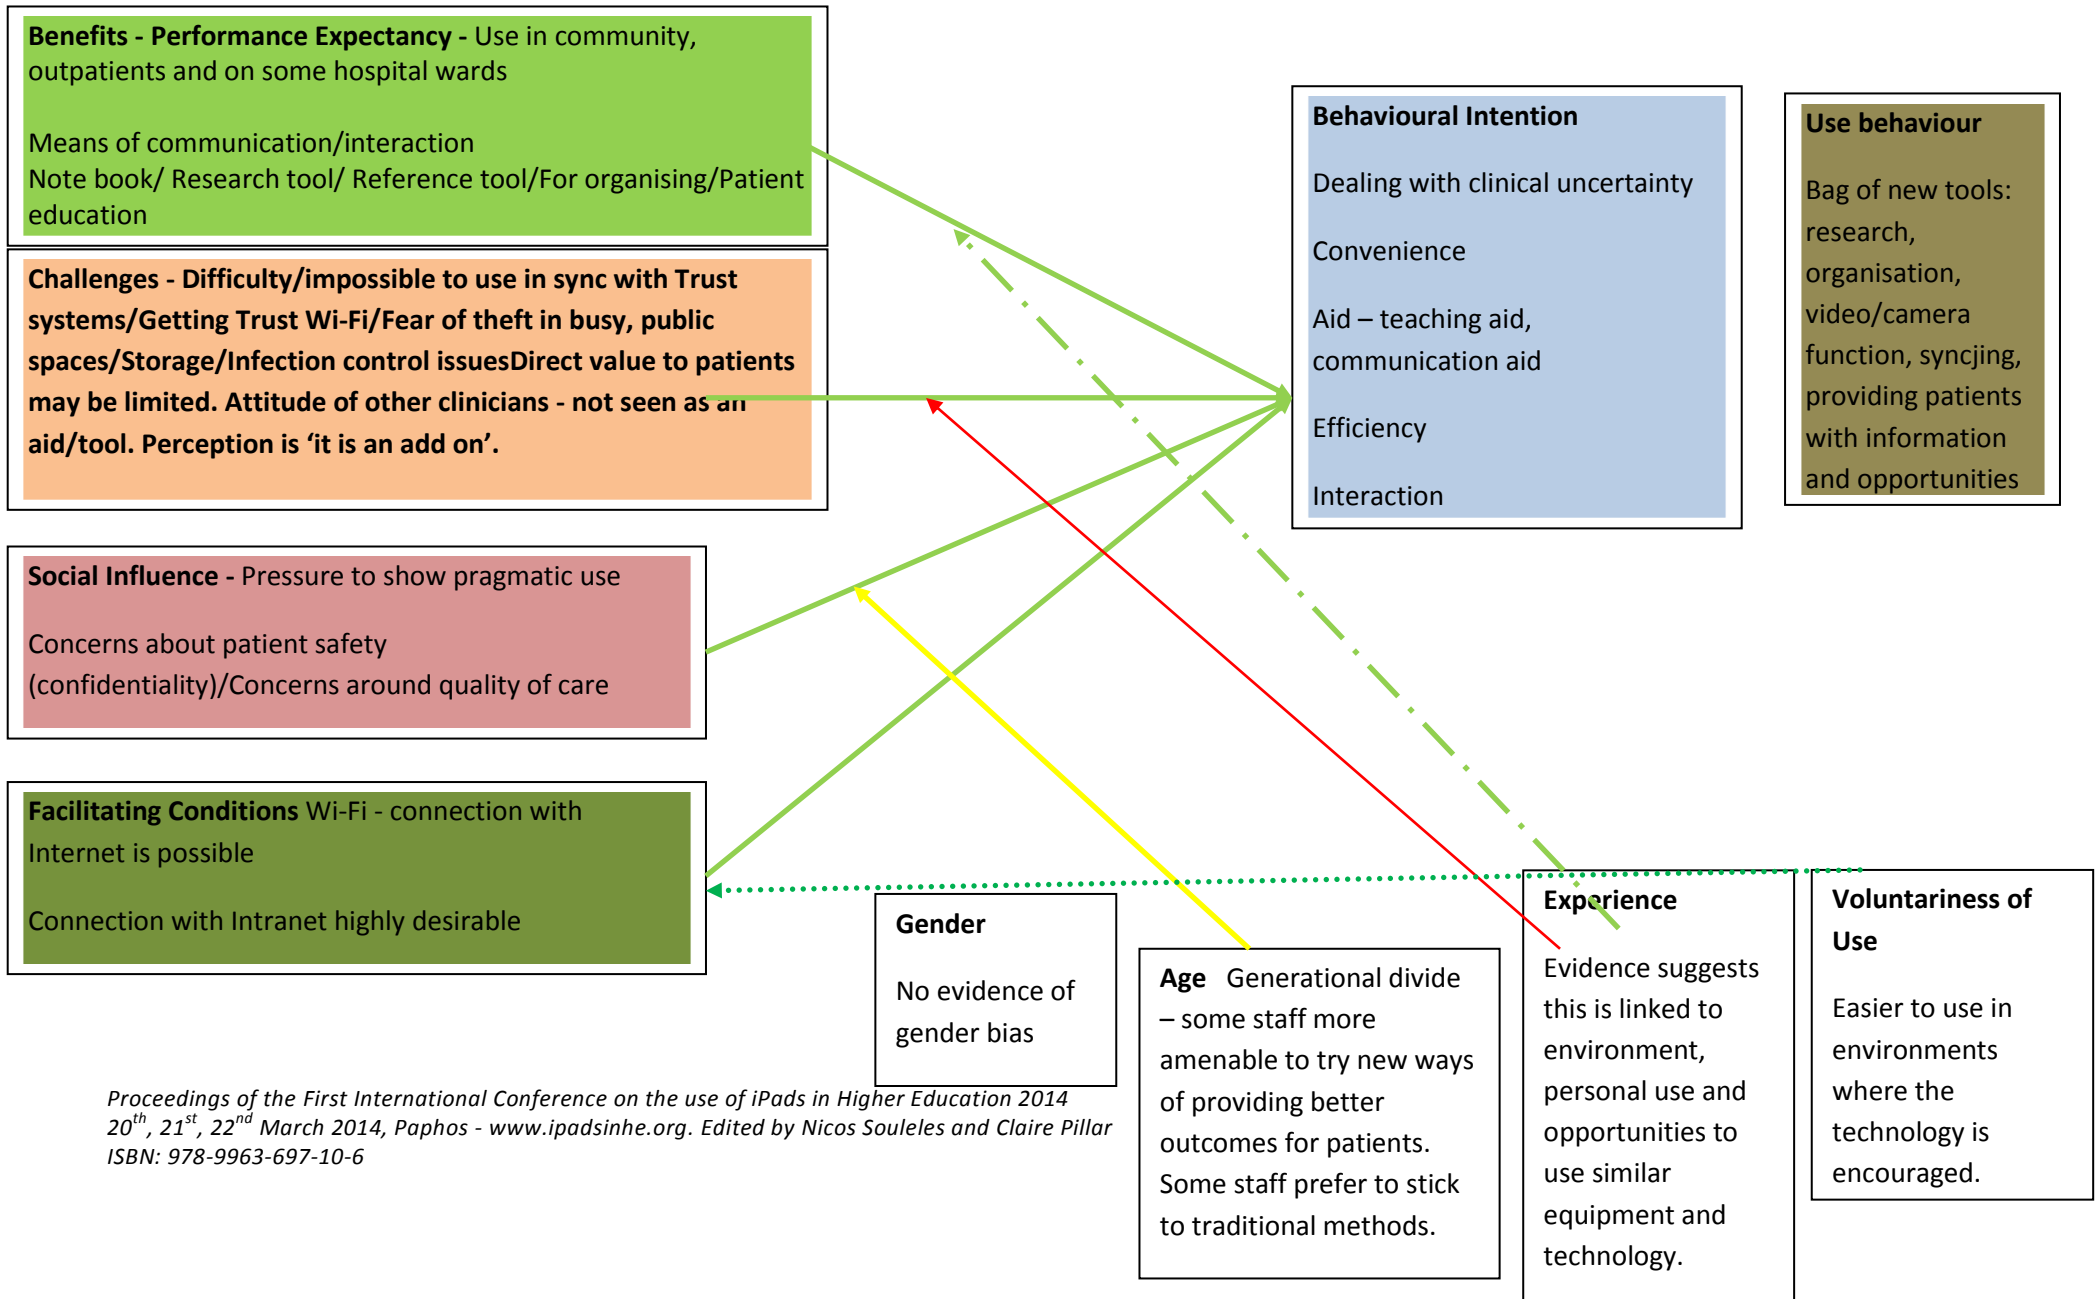 Benefits - Performance Expectancy - Use in community,
outpatients and on some hospital wards
Means of communication/interaction
Note book/ Research tool/ Reference tool/For organising/Patient
education
Challenges - Difficulty/impossible to use in sync with Trust
systems/Getting Trust Wi-Fi/Fear of theft in busy, public
spaces/Storage/Infection control issuesDirect value to patients
may be limited. Attitude of other clinicians - not seen as an
aid/tool. Perception is ‘it is an add on’.
Social Influence - Pressure to show pragmatic use
Concerns about patient safety
(confidentiality)/Concerns around quality of care
Facilitating Conditions Wi-Fi - connection with
Internet is possible
Connection with Intranet highly desirable
Behavioural Intention
Dealing with clinical uncertainty
Convenience
Aid – teaching aid,
communication aid
Efficiency
Interaction
Use behaviour
Bag of new tools:
research,
organisation,
video/camera
function, syncjing,
providing patients
with information
and opportunities
Gender
No evidence of
gender bias
Age Generational divide
– some staff more
amenable to try new ways
of providing better
outcomes for patients.
Some staff prefer to stick
to traditional methods.
Experience
Evidence suggests
this is linked to
environment,
personal use and
opportunities to
use similar
equipment and
technology.
Voluntariness of
Use
Easier to use in
environments
where the
technology is
encouraged.
Proceedings of the First International Conference on the use of iPads in Higher Education 2014
20th, 21st, 22nd March 2014, Paphos - www.ipadsinhe.org. Edited by Nicos Souleles and Claire Pillar
ISBN: 978-9963-697-10-6